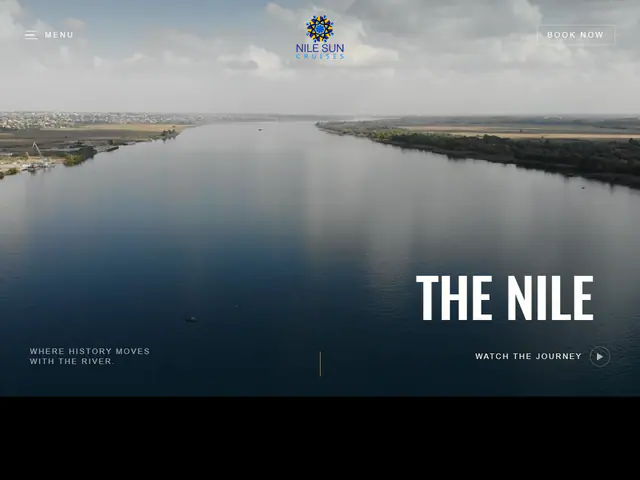 MENU
NILE SUN
CRUISES
BOOK NOW
THE NILE
WHERE HISTORY MOVES
WITH THE RIVER.
WATCH THE JOURNEY